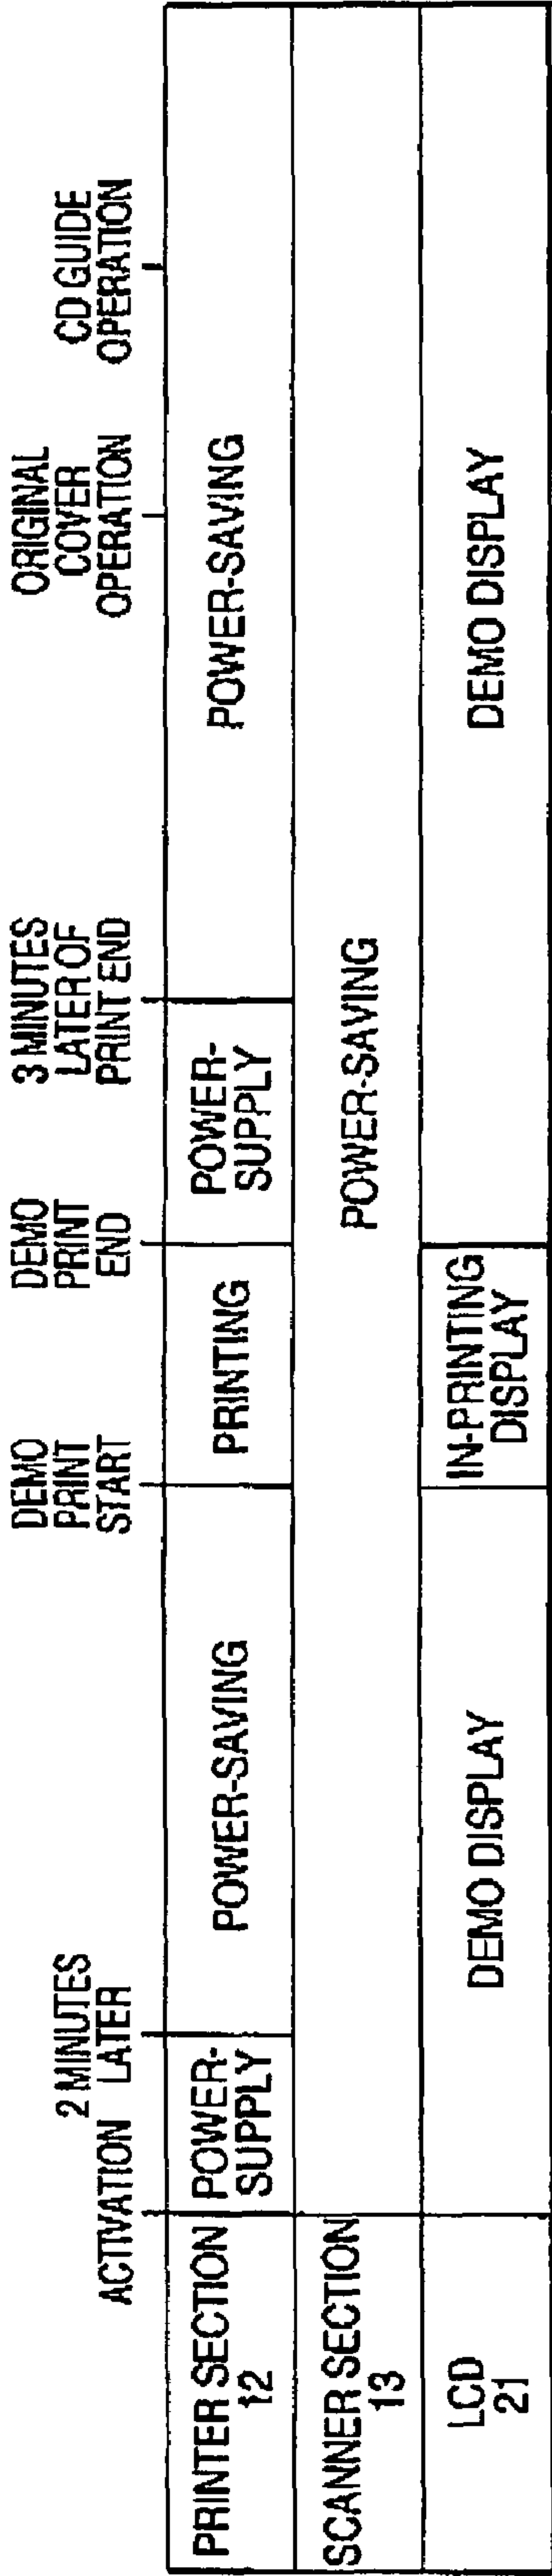 ACTIVATION
2 MINUTES
LATER
DEMO
PRINT
START
DEMO
PRINT
END
3 MINUTES
LATER OF
PRINT END
ORIGINAL
COVER
OPERATION
CD GUIDE
OPERATION
PRINTER SECTION
12
POWER-
SUPPLY
POWER-SAVING
PRINTING
POWER-
SUPPLY
POWER-SAVING
SCANNER SECTION
13
POWER-SAVING
LCD
21
DEMO DISPLAY
IN-PRINTING
DISPLAY
DEMO DISPLAY